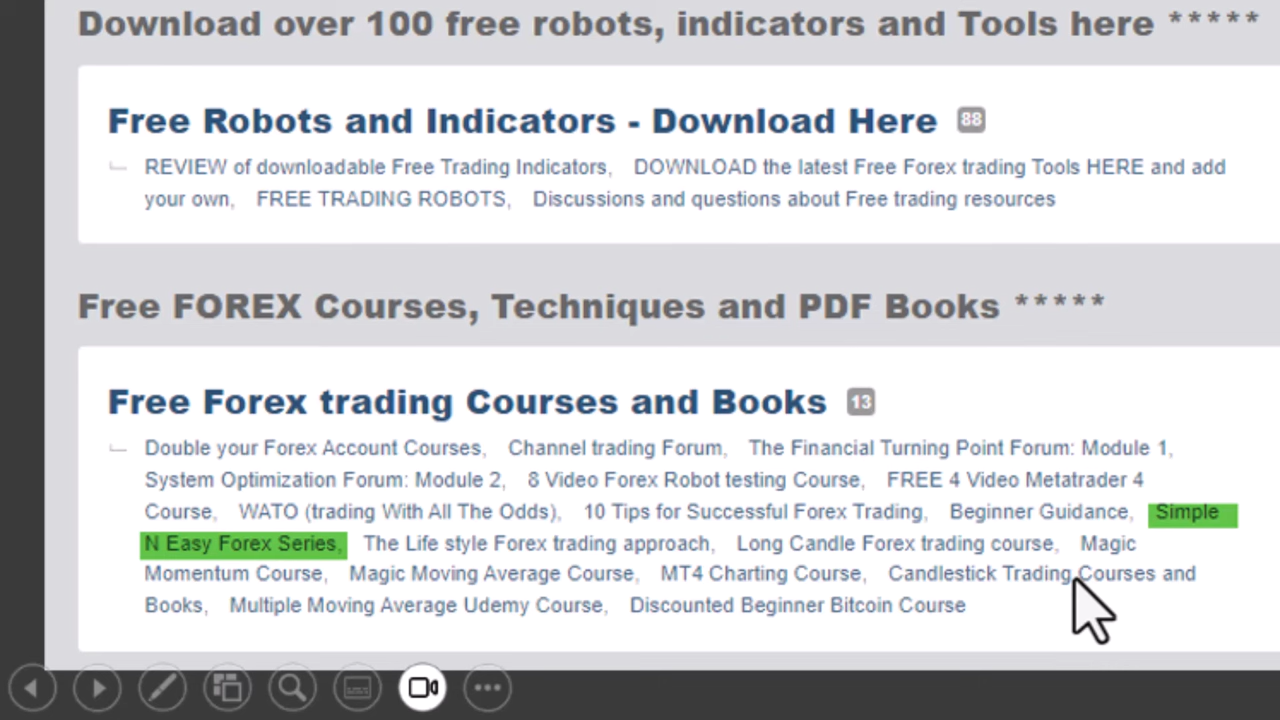 Download over 100 free robots, indicators and Tools here *****
Free Robots and Indicators - Download Here 88
REVIEW of downloadable Free Trading Indicators, DOWNLOAD the latest Free Forex trading Tools HERE and add
your own, FREE TRADING ROBOTS, Discussions and questions about Free trading resources
Free FOREX Courses, Techniques and PDF Books *****
Free Forex trading Courses and Books 13
Double your Forex Account Courses, Channel trading Forum, The Financial Turning Point Forum: Module 1,
System Optimization Forum: Module 2, 8 Video Forex Robot testing Course, FREE 4 Video Metatrader 4
Course, WATO (trading With All The Odds), 10 Tips for Successful Forex Trading, Beginner Guidance, Simple
N Easy Forex Series, The Life style Forex trading approach, Long Candle Forex trading course, Magic
Momentum Course, Magic Moving Average Course, MT4 Charting Course, Candlestick Trading Courses and
Books, Multiple Moving Average Udemy Course, Discounted Beginner Bitcoin Course